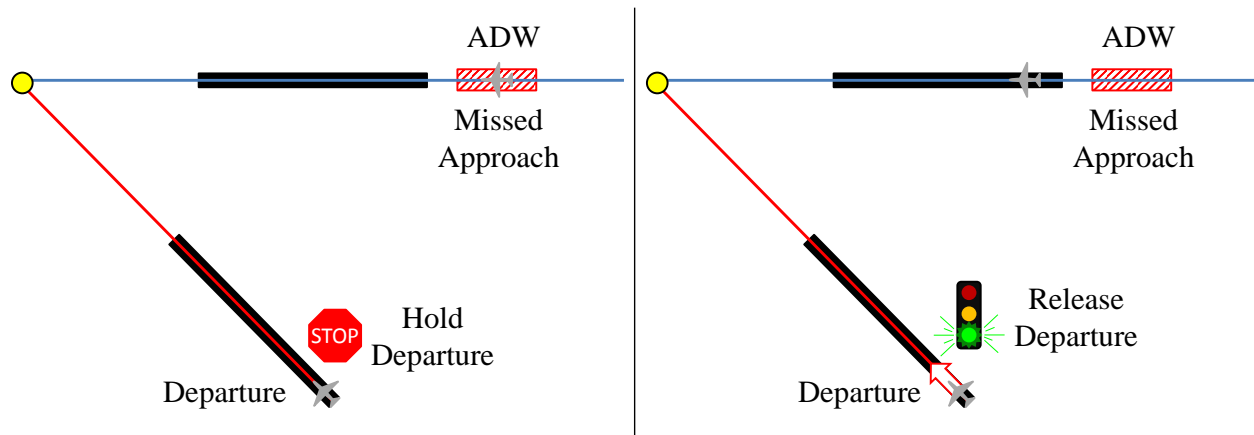 ADW
Missed
Approach
STOP
Hold
Departure
Departure
ADW
Missed
Approach
Release
Departure
Departure